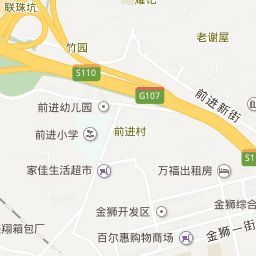 联珠坑
耀记
竹园
老谢屋
S110
G107
前进新街
前进幼儿园
前进小学
前进村
S1
家佳生活超市
万福出租房
金狮综合
金狮开发区
翔箱包厂
百尔惠购物商场
金狮一街